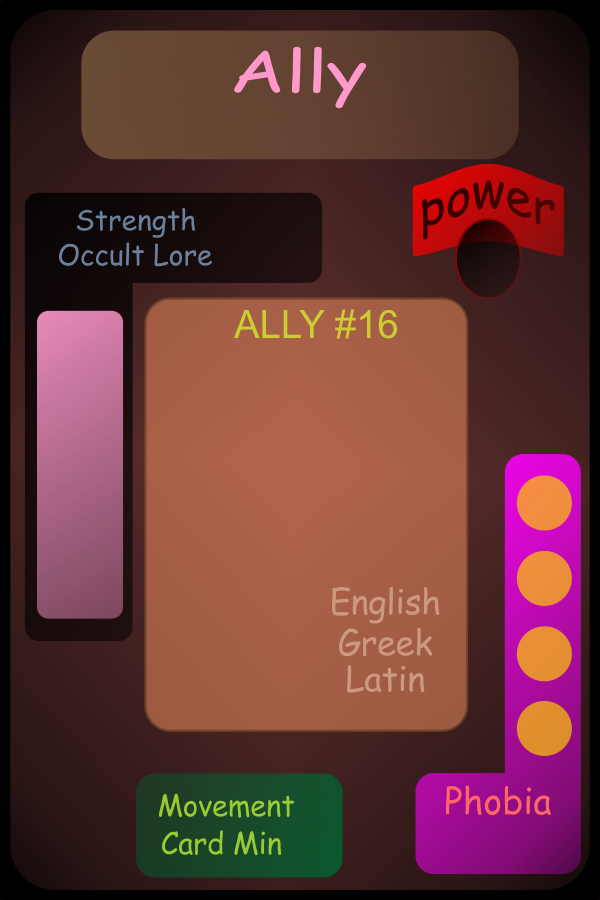 Ally
power
Strength
Occult Lore
ALLY #16
English
Greek
Latin
Movement
Card Min
Phobia